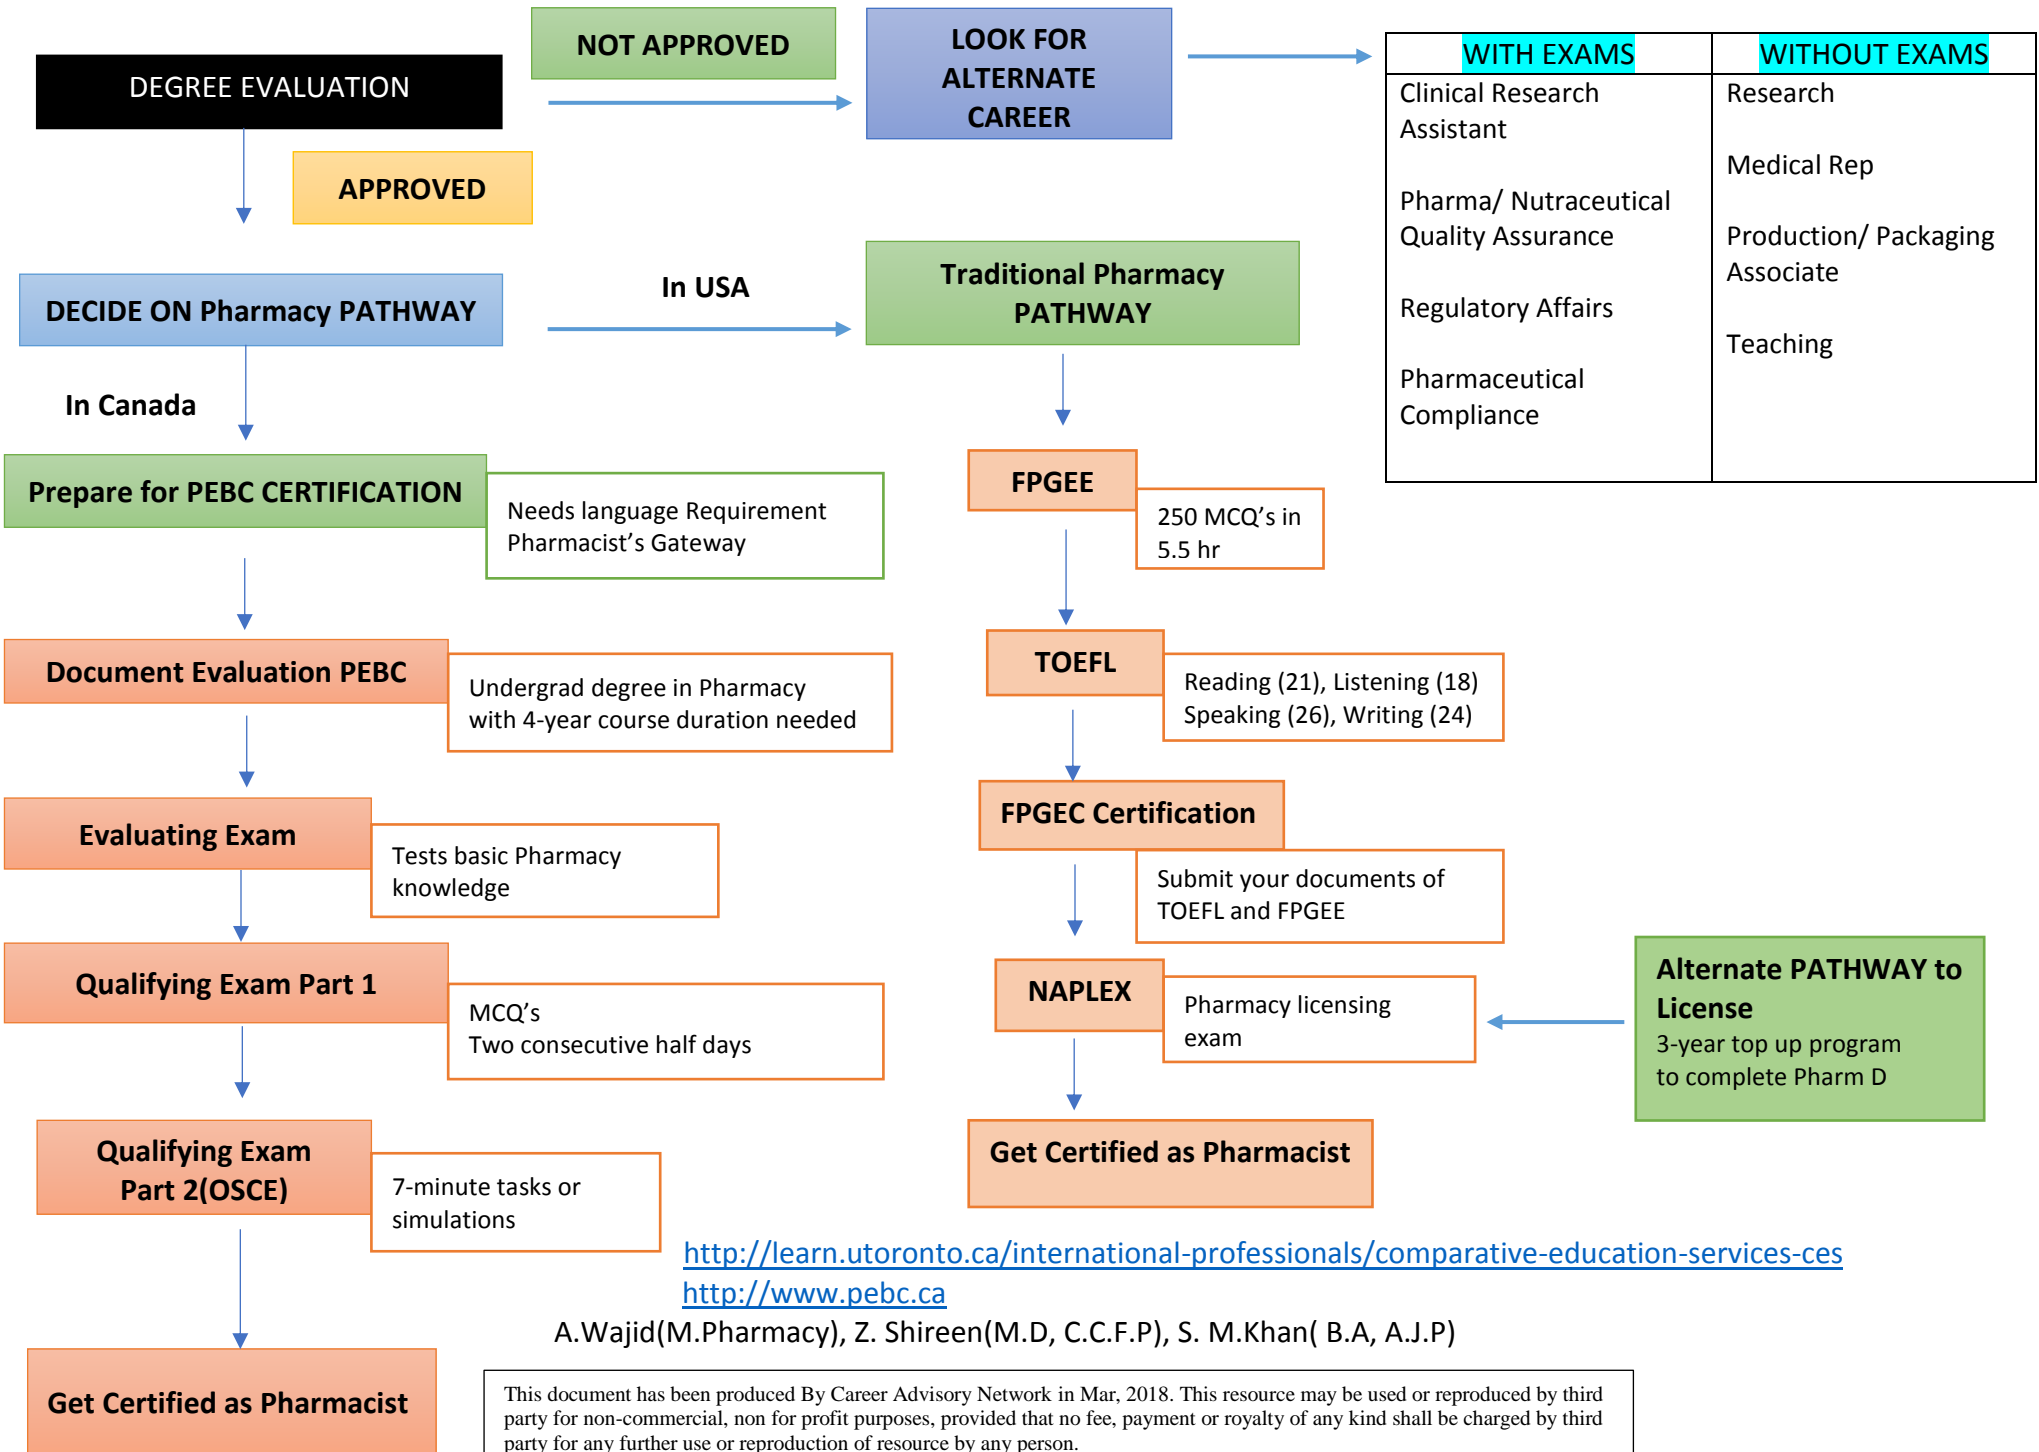 DEGREE EVALUATION
NOT APPROVED
LOOK FOR
ALTERNATE
CAREER
WITH EXAMS
Clinical Research
Assistant
Pharma/ Nutraceutical
Quality Assurance
Regulatory Affairs
Pharmaceutical
Compliance
WITHOUT EXAMS
Research
Medical Rep
Production/ Packaging
Associate
Teaching
APPROVED
DECIDE ON Pharmacy PATHWAY
In USA
Traditional Pharmacy
PATHWAY
In Canada
Prepare for PEBC CERTIFICATION
Needs language Requirement
Pharmacist's Gateway
Document Evaluation PEBC
Undergrad degree in Pharmacy
with 4-year course duration needed
Evaluating Exam
Tests basic Pharmacy
knowledge
Qualifying Exam Part 1
MCQ's
Two consecutive half days
Qualifying Exam
Part 2(OSCE)
7-minute tasks or
simulations
Get Certified as Pharmacist
FPGEE
250 MCQ's in
5.5 hr
TOEFL
Reading (21), Listening (18)
Speaking (26), Writing (24)
FPGEC Certification
Submit your documents of
TOEFL and FPGEE
NAPLEX
Pharmacy licensing
exam
Alternate PATHWAY to
License
3-year top up program
to complete Pharm D
Get Certified as Pharmacist
http://learn.utoronto.ca/international-professionals/comparative-education-services-ces
http://www.pebc.ca
A.Wajid(M.Pharmacy), Z. Shireen(M.D, C.C.F.P), S. M.Khan( B.A, A.J.P)
This document has been produced By Career Advisory Network in Mar, 2018. This resource may be used or reproduced by third
party for non-commercial, non for profit purposes, provided that no fee, payment or royalty of any kind shall be charged by third
party for any further use or reproduction of resource by any person.